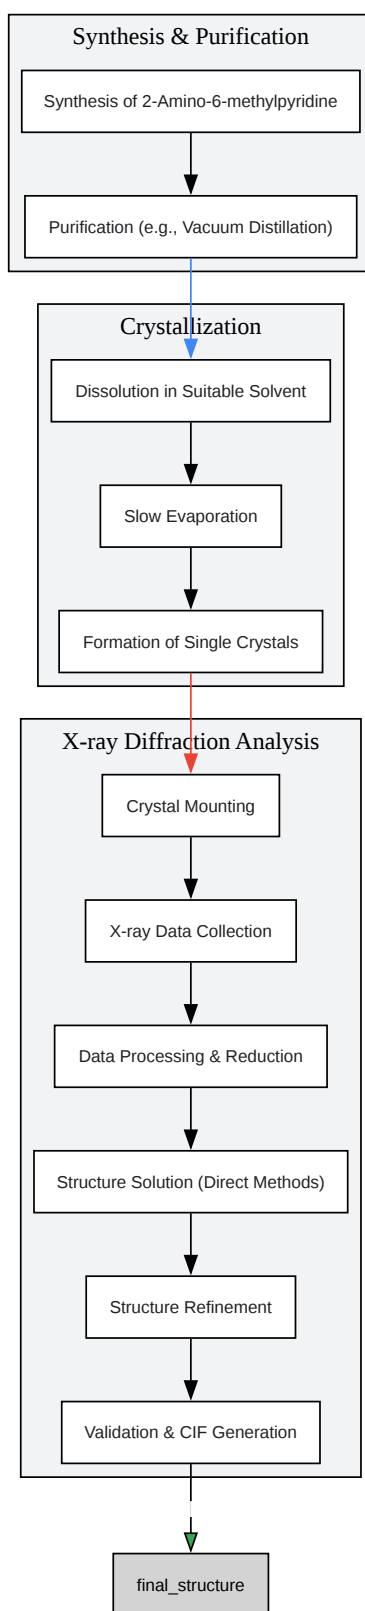 Synthesis & Purification
Synthesis of 2-Amino-6-methylpyridine
Purification (e.g., Vacuum Distillation)
Crystallization
Dissolution in Suitable Solvent
Slow Evaporation
Formation of Single Crystals
X-ray Diffraction Analysis
Crystal Mounting
X-ray Data Collection
Data Processing & Reduction
Structure Solution (Direct Methods)
Structure Refinement
Validation & CIF Generation
final_structure